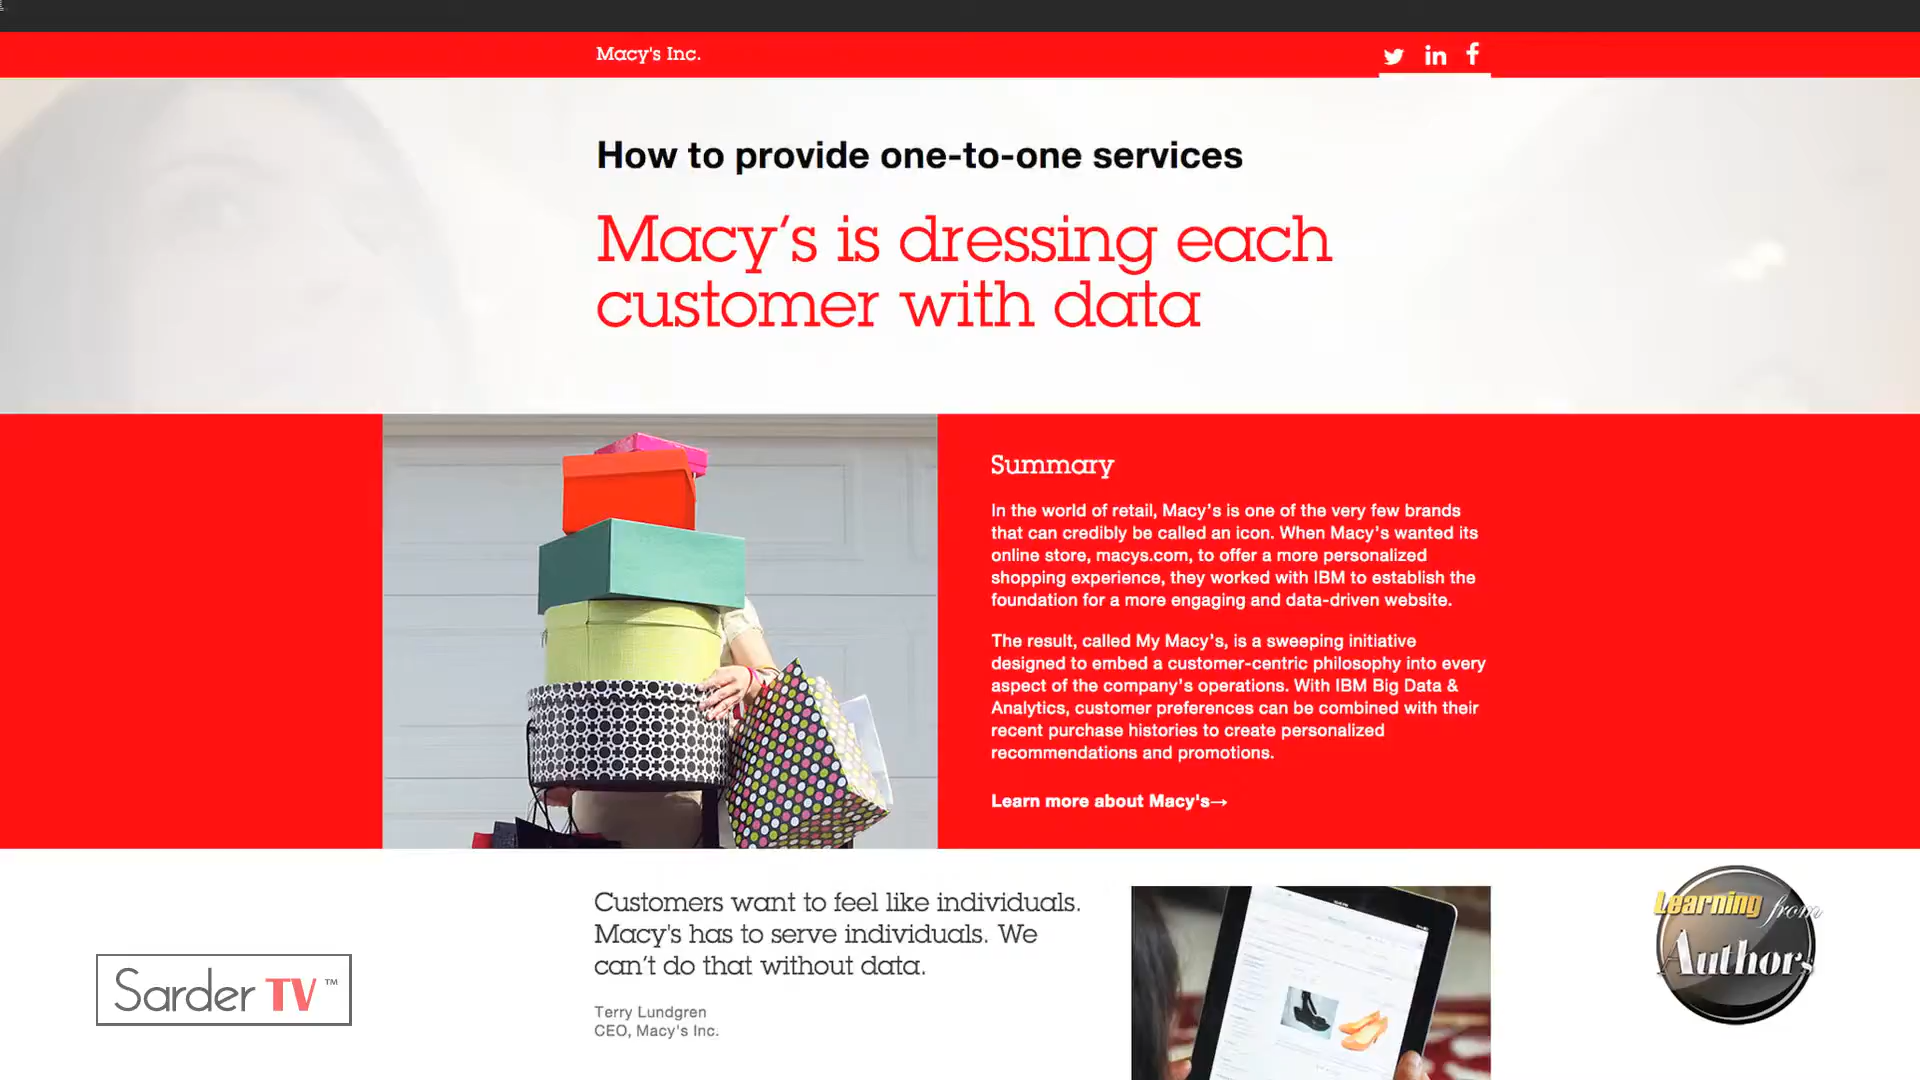 Macy's Inc.
How to provide one-to-one services
Macy's is dressing each
customer with data
Summary
In the world of retail, Macy's is one of the very few brands
that can credibly be called an icon. When Macy's wanted its
online store, macys.com, to offer a more personalized
shopping experience, they worked with IBM to establish the
foundation for a more engaging and data-driven website.
The result, called My Macy's, is a sweeping initiative
designed to embed a customer-centric philosophy into every
aspect of the company's operations. With IBM Big Data &
Analytics, customer preferences can be combined with their
recent purchase histories to create personalized
recommendations and promotions.
Learn more about Macy's→
Customers want to feel like individuals.
Macy's has to serve individuals. We
can't do that without data.
Terry Lundgren
CEO, Macy's Inc.
Sarder TV™
Learning from
Authors